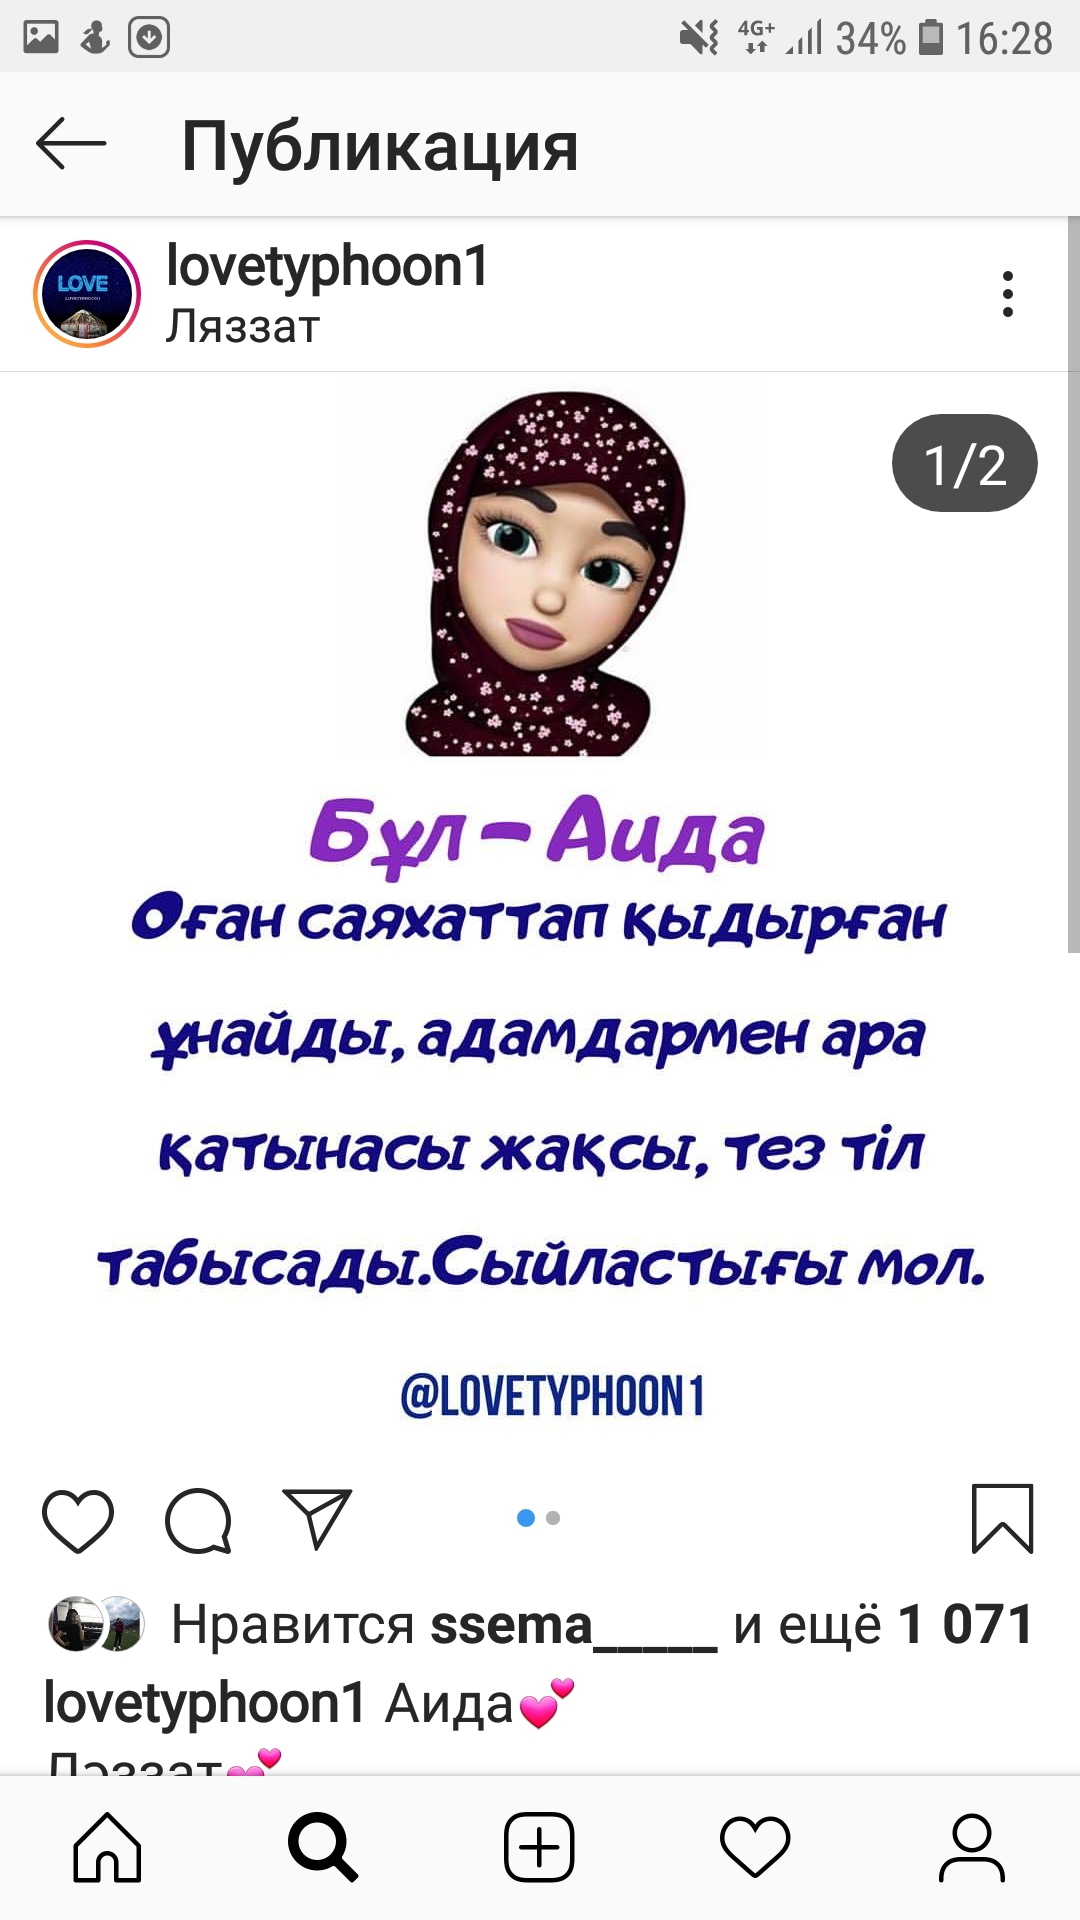 4G+ 34% 16:28
Публикация
LOVE
lovetyphoon1
Ляззат
1/2
Бұл - Аида
Оған саяхаттап қыдырған
ұнайды, адамдармен ара
қатынасы жақсы, тез тіл
табысады.Сыйластығы мол.
@LOVETYPHOON1
Нравится ssema_____ и ещё 1 071
lovetyphoon1 Аида💕
Ләззат💕